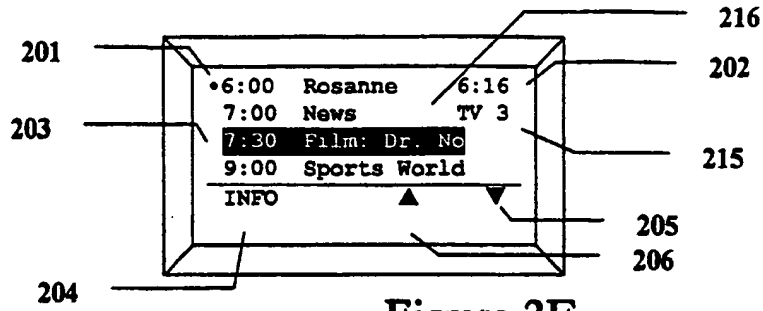 216
201
202
•6:00 Rosanne 6:16
7:00 News TV 3
203
7:30 Film: Dr. No
215
9:00 Sports World
INFO ▲ ▼
205
206
204